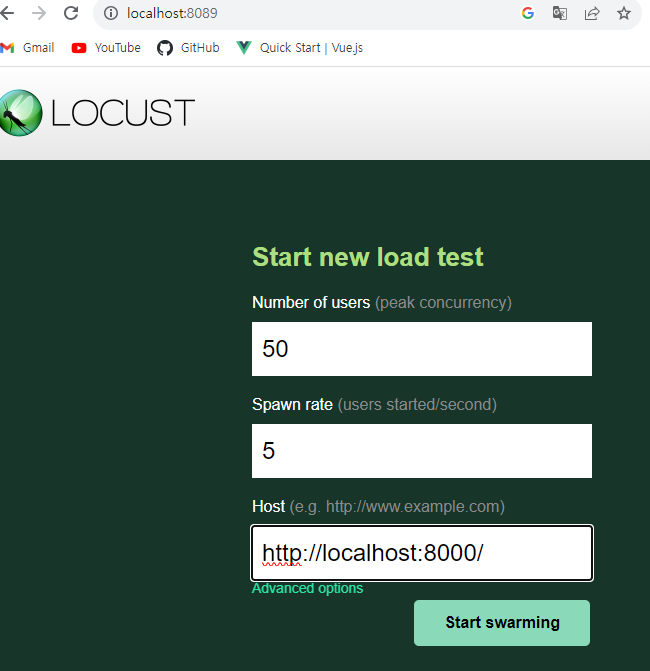 localhost:8089
Gmail YouTube GitHub Quick Start | Vue.js
LOCUST
Start new load test
Number of users (peak concurrency)
50
Spawn rate (users started/second)
5
Host (e.g. http://www.example.com)
http://localhost:8000/
Advanced options
Start swarming